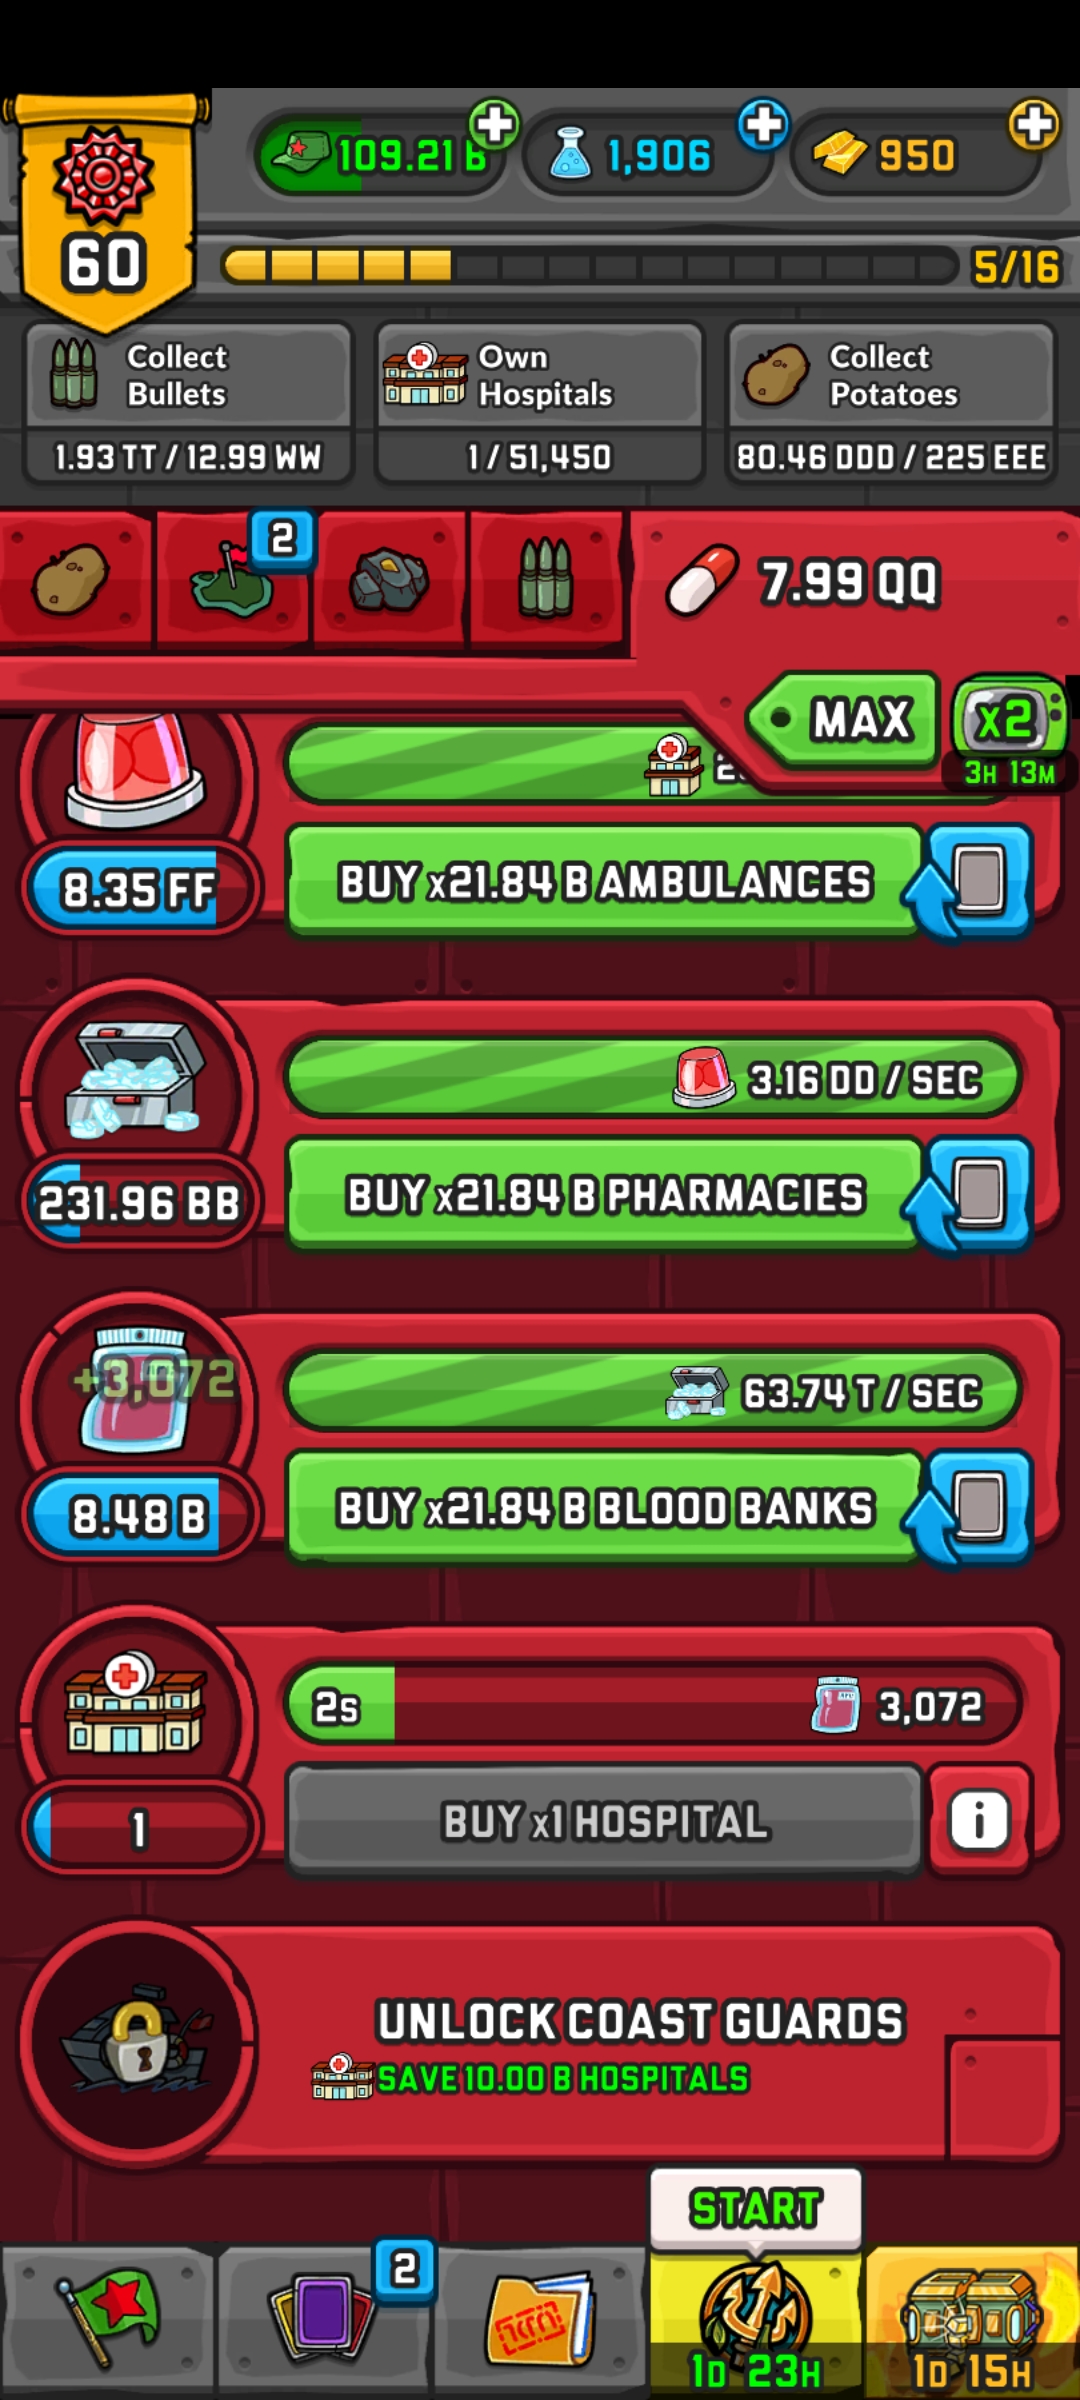 109.21 B
1,906
950
60
5/16
Collect
Bullets
1.93 TT / 12.99 WW
Own
Hospitals
1 / 51,450
Collect
Potatoes
80.46 DDD / 225 EEE
2
7.99 QQ
MAX
x2
3H 13M
8.35 FF
BUY x21.84 B AMBULANCES
3.16 DD / SEC
231.96 BB
BUY x21.84 B PHARMACIES
+3,072
63.74 T / SEC
8.48 B
BUY x21.84 B BLOOD BANKS
2s
3,072
1
BUY x1 HOSPITAL
i
UNLOCK COAST GUARDS
SAVE 10.00 B HOSPITALS
START
2
1D 23H
1D 15H